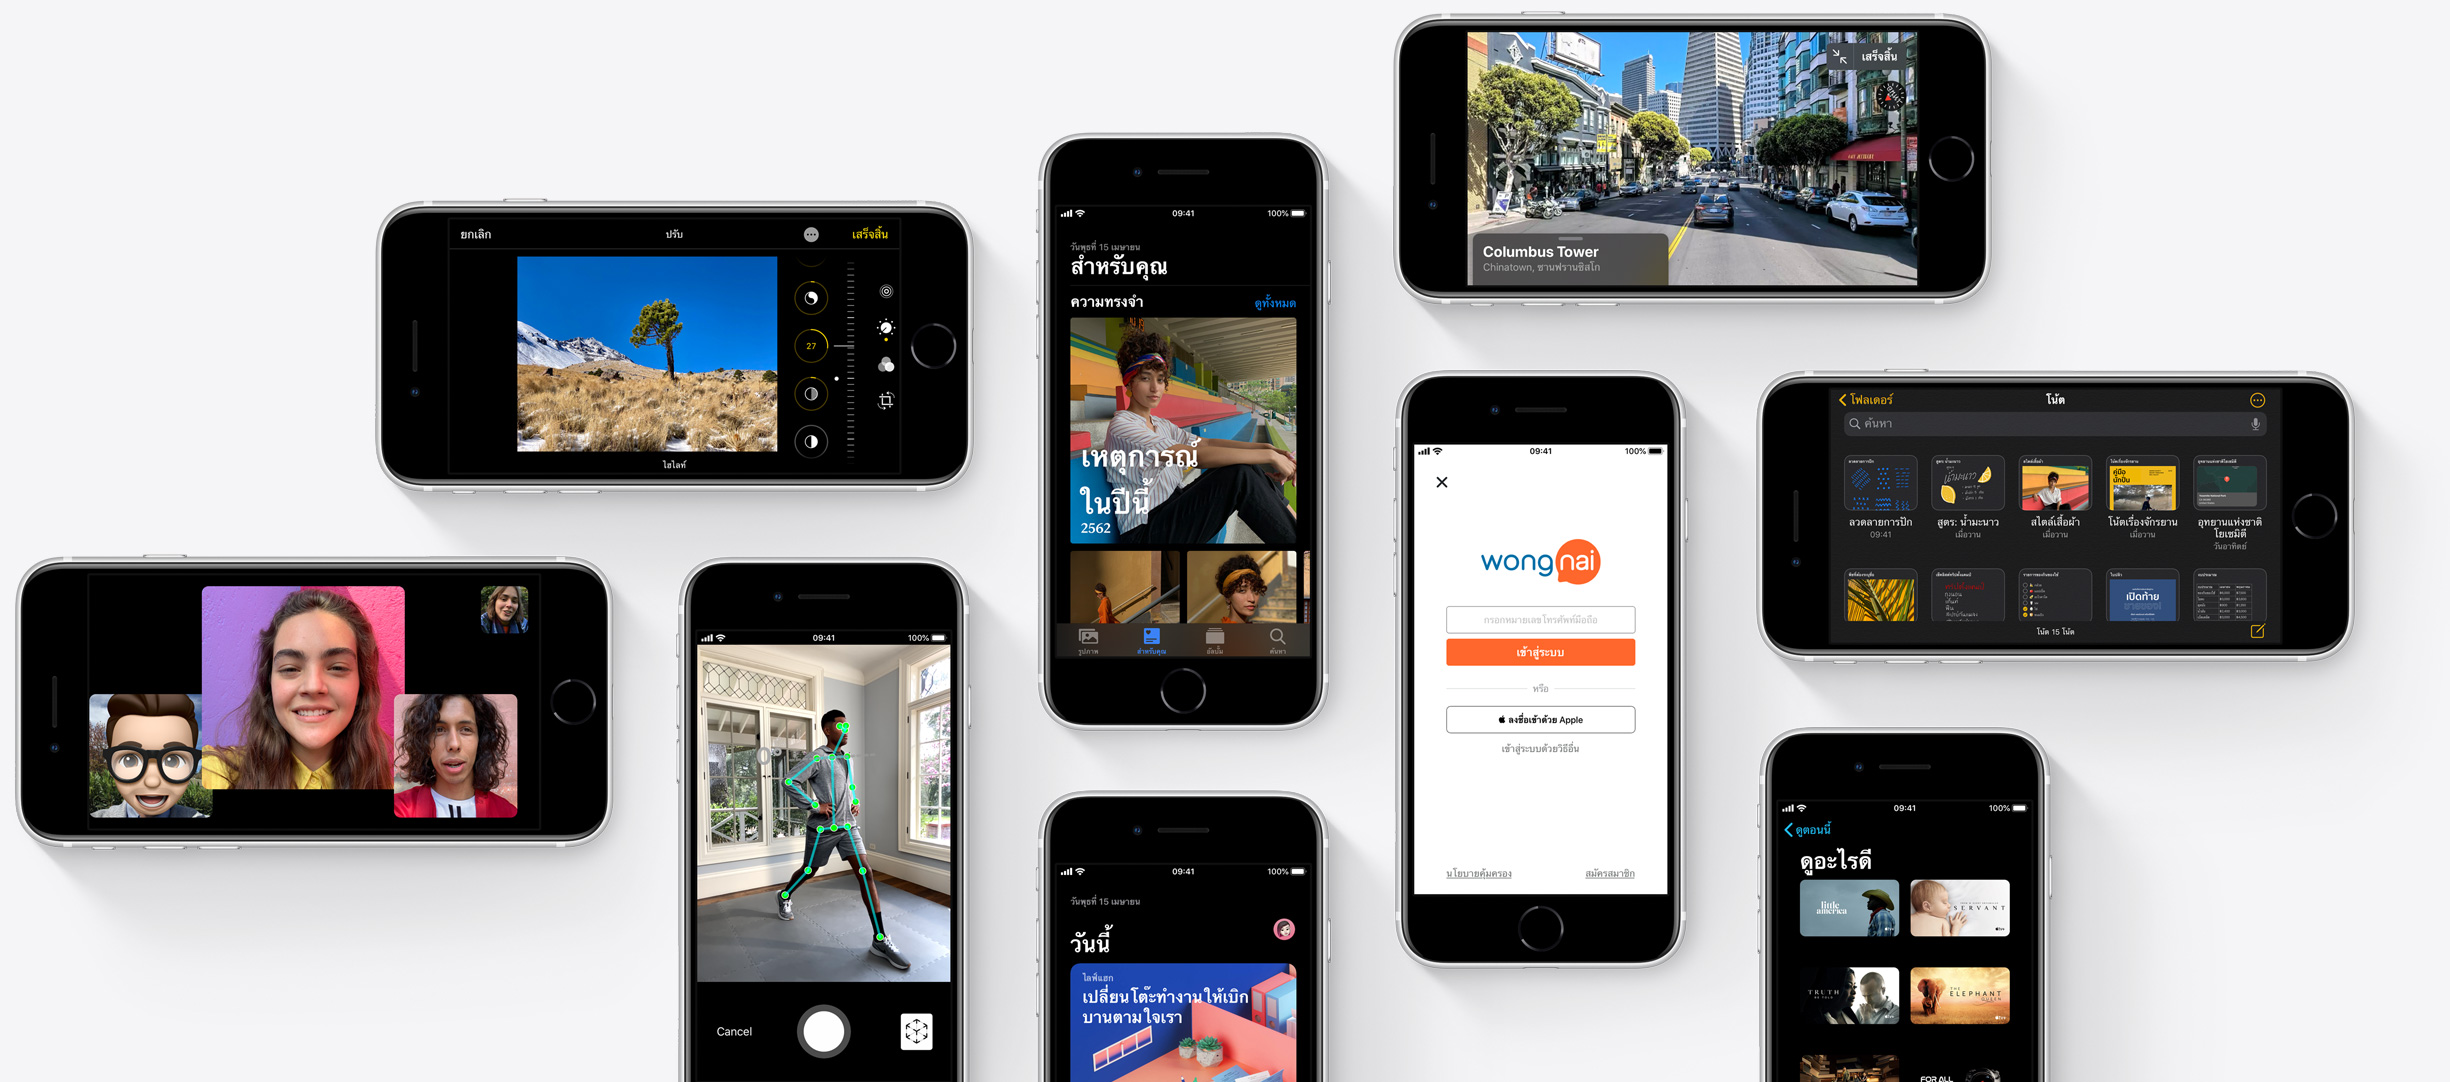 เสร็จสิ้น
Columbus Tower
Chinatown, ซานฟรานซิสโก
ยกเลิก
ปรับ
เสร็จสิ้น
27
ไฮไลท์
09:41
100%
วันพุธที่ 15 เมษายน
สำหรับคุณ
ความทรงจำ
ดูทั้งหมด
เหตุการณ์
ในปีนี้
2562
รูปภาพ
สำหรับคุณ
อัลบั้ม
ค้นหา
09:41
100%
wongnai
กรอกหมายเลขโทรศัพท์มือถือ
เข้าสู่ระบบ
หรือ
ลงชื่อเข้าด้วย Apple
เข้าสู่ระบบด้วยวิธีอื่น
นโยบายคุ้มครอง
สมัครสมาชิก
โฟลเดอร์
โน้ต
ค้นหา
คู่มือ
นักปั่น
ลวดลายการปัก
09:41
สูตร: น้ำมะนาว
เมื่อวาน
สไตล์เสื้อผ้า
เมื่อวาน
โน้ตเรื่องจักรยาน
เมื่อวาน
อุทยานแห่งชาติ
โยเซมิตี
วันอาทิตย์
เปิดท้าย
โน้ต 15 โน้ต
09:41
100%
Cancel
09:41
100%
วันพุธที่ 15 เมษายน
วันนี้
ไลฟ์แฮก
เปลี่ยนโต๊ะทำงานให้เบิก
บานตามใจเรา
09:41
100%
ดูตอนนี้
ดูอะไรดี
little
america
SERVANT
TRUTH
BE TOLD
THE
ELEPHANT
QUEEN
FOR ALL